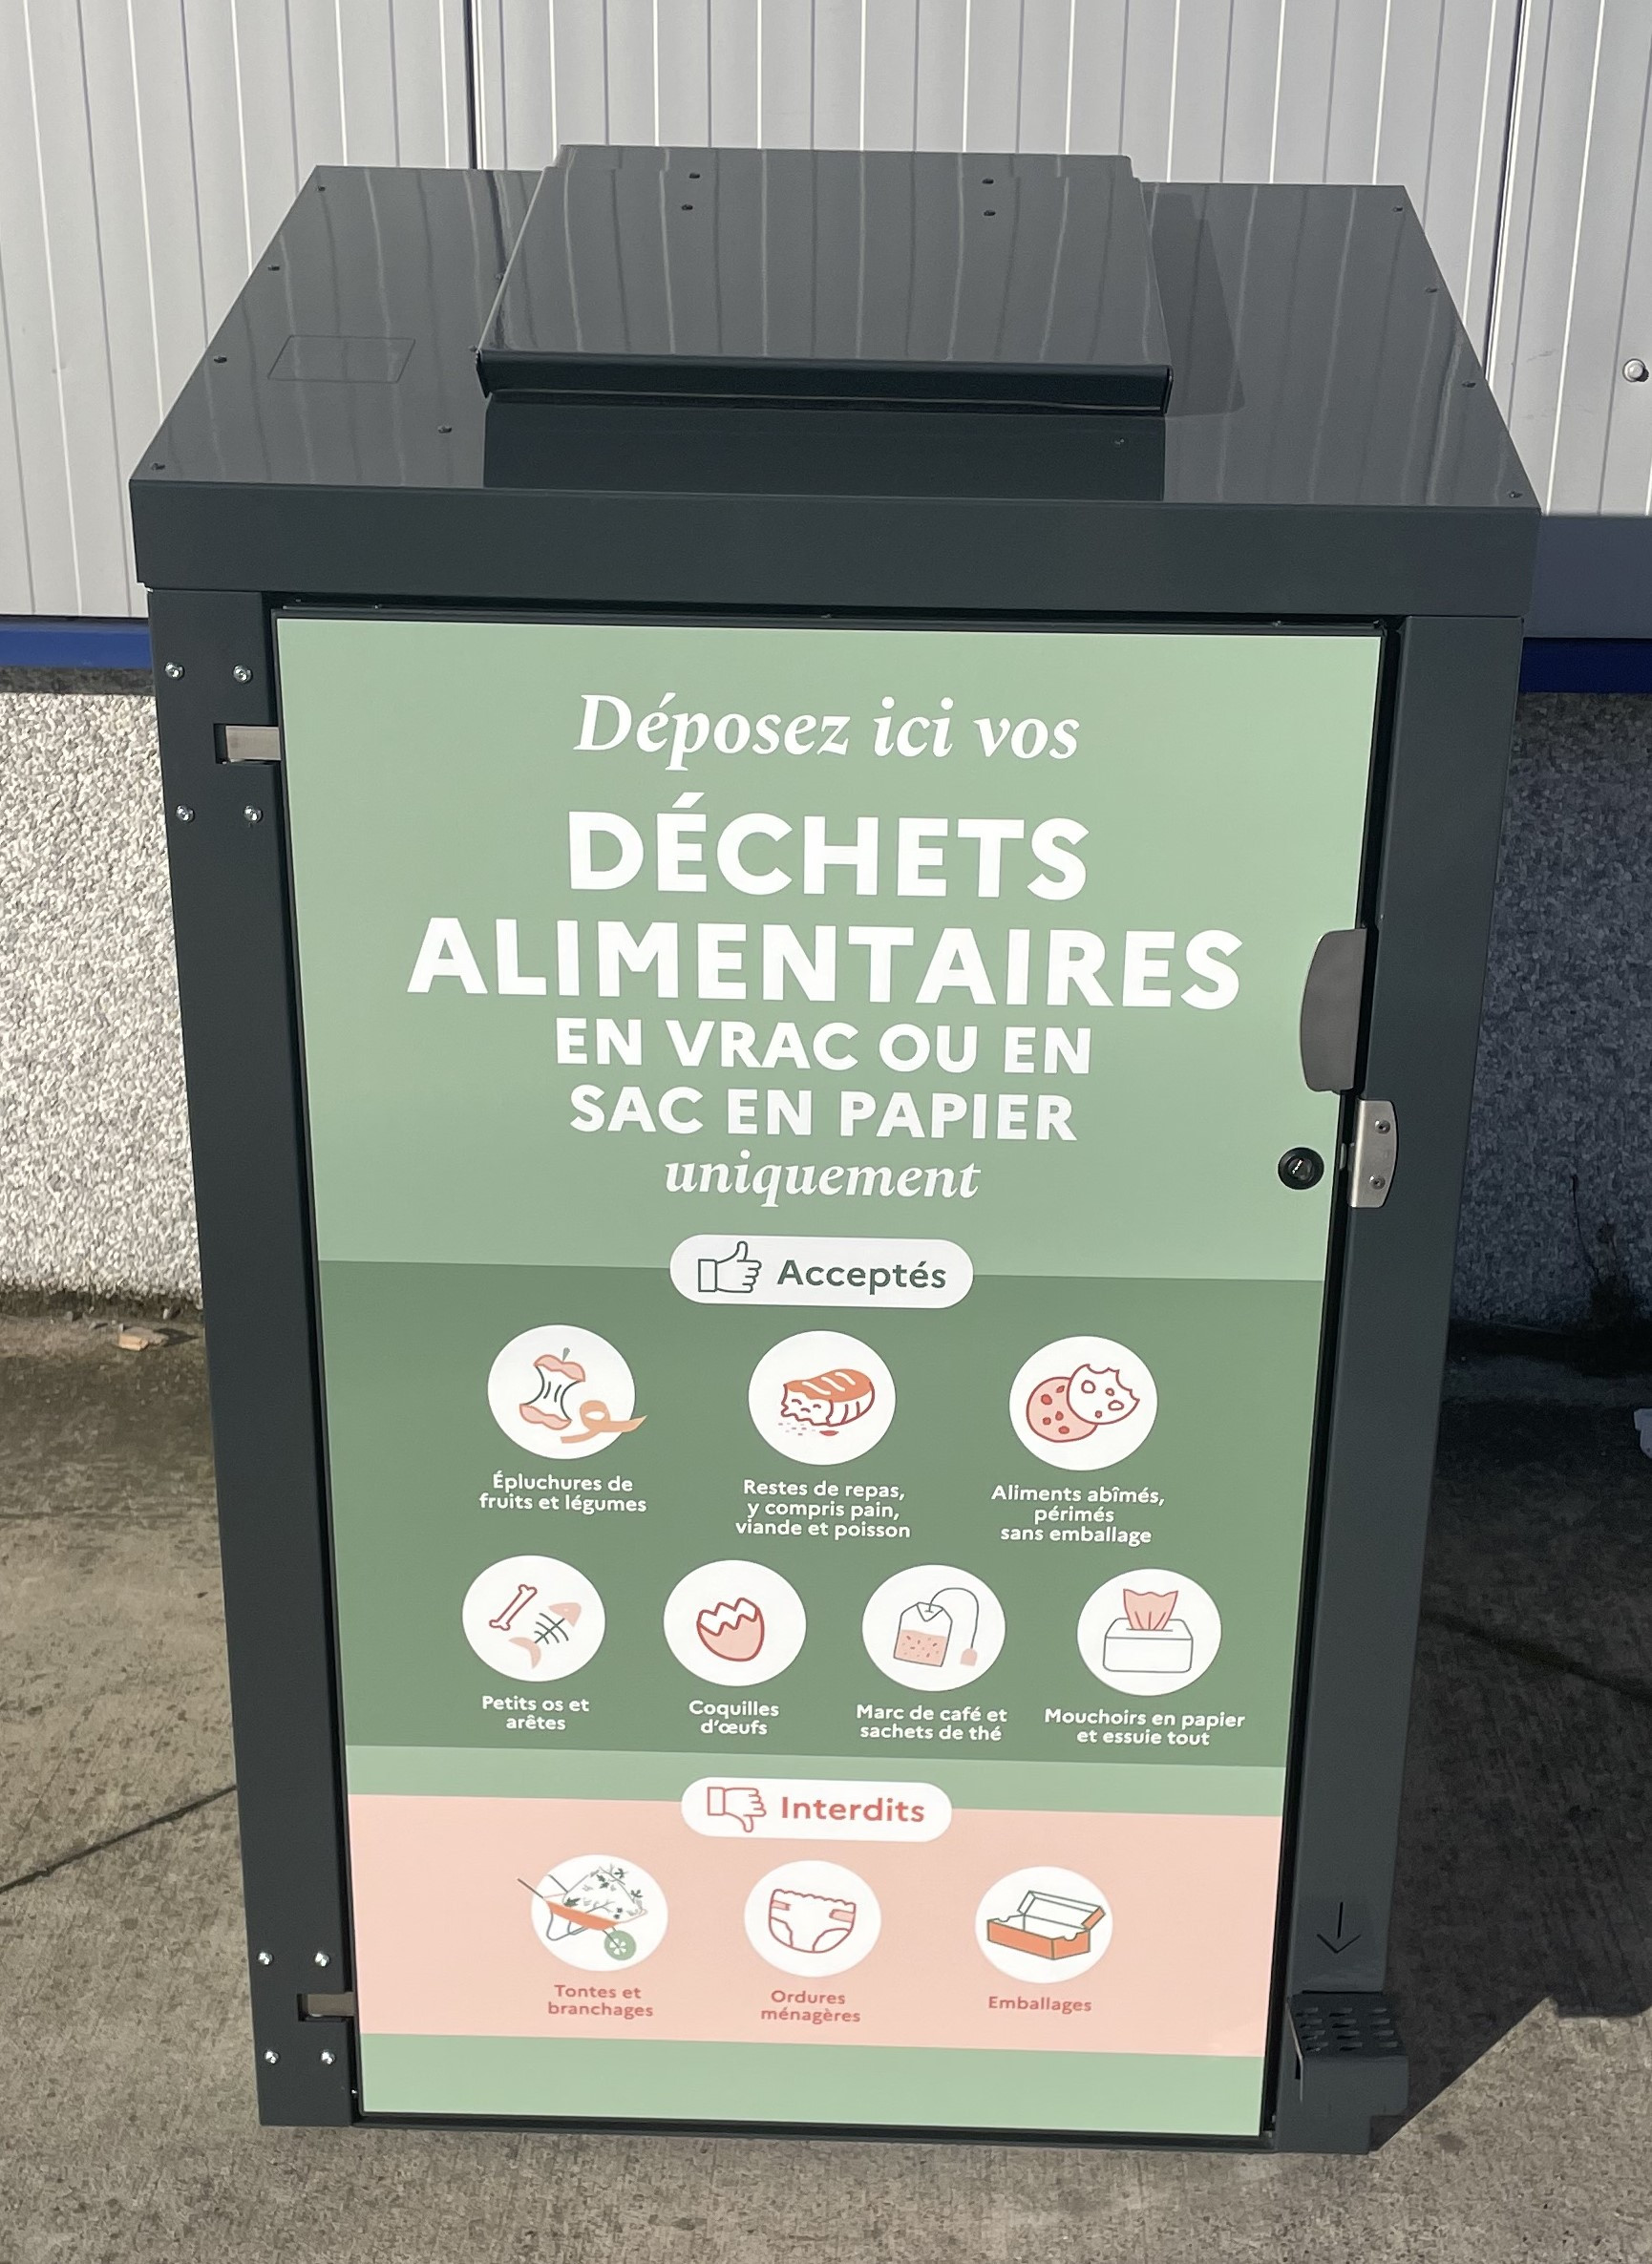 Déposez ici vos
DÉCHETS
ALIMENTAIRES
EN VRAC OU EN
SAC EN PAPIER
uniquement
Acceptés
Épluchures de
fruits et légumes
Restes de repas,
y compris pain,
viande et poisson
Aliments abîmés,
périmés
sans emballage
Petits os et
arêtes
Coquilles
d'œufs
Marc de café et
sachets de thé
Mouchoirs en papier
et essuie tout
Interdits
Tontes et
branchages
Ordures
ménagères
Emballages